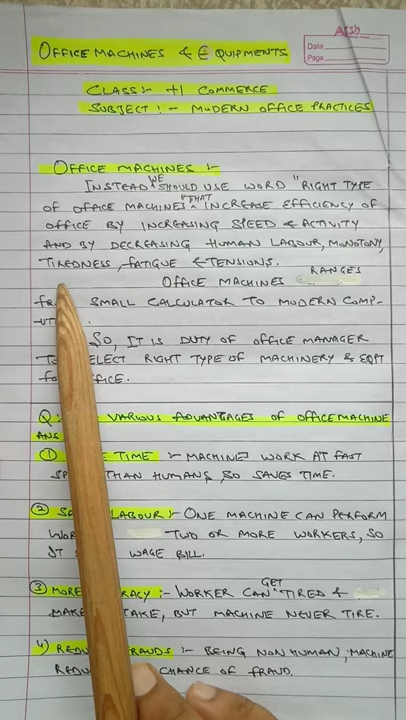 Arsh
OFFICE MACHINES & EQUIPMENTS
Date
Page
CLASS :- +1 COMMERCE
SUBJECT :- MODERN OFFICE PRACTICES
OFFICE MACHINES :-
INSTEAD WE SHOULD USE WORD "RIGHT TYPE
OF OFFICE MACHINES "THAT INCREASE EFFICIENCY OF
OFFICE BY INCREASING SPEED & ACTIVITY
AND BY DECREASING HUMAN LABOUR, MONOTONY,
TIREDNESS, FATIGUE & TENSIONS.
OFFICE MACHINES RANGES
SMALL CALCULATOR TO MODERN COMP-
SO, IT IS DUTY OF OFFICE MANAGER
SELECT RIGHT TYPE OF MACHINERY & EQPT
Q: VARIOUS ADVANTAGES OF OFFICE MACHINE
ANS
① TIME :- MACHINES WORK AT FAST
THAN HUMANS, SO SAVES TIME.
② LABOUR :- ONE MACHINE CAN PERFORM
TWO OR MORE WORKERS, SO
IT WAGE BILL.
③ MORE :- WORKER CAN GET TIRED &
MAKE BUT MACHINE NEVER TIRE.
4) FRAUDS :- BEING NON HUMAN, MACHINE
CHANCE OF FRAUD.